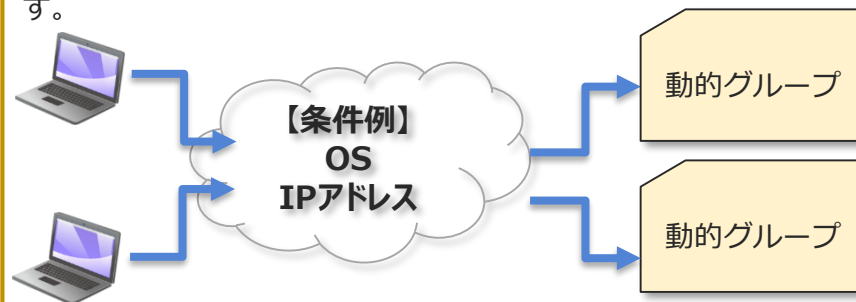 す。
【条件例】
OS
IPアドレス
動的グループ
動的グループ